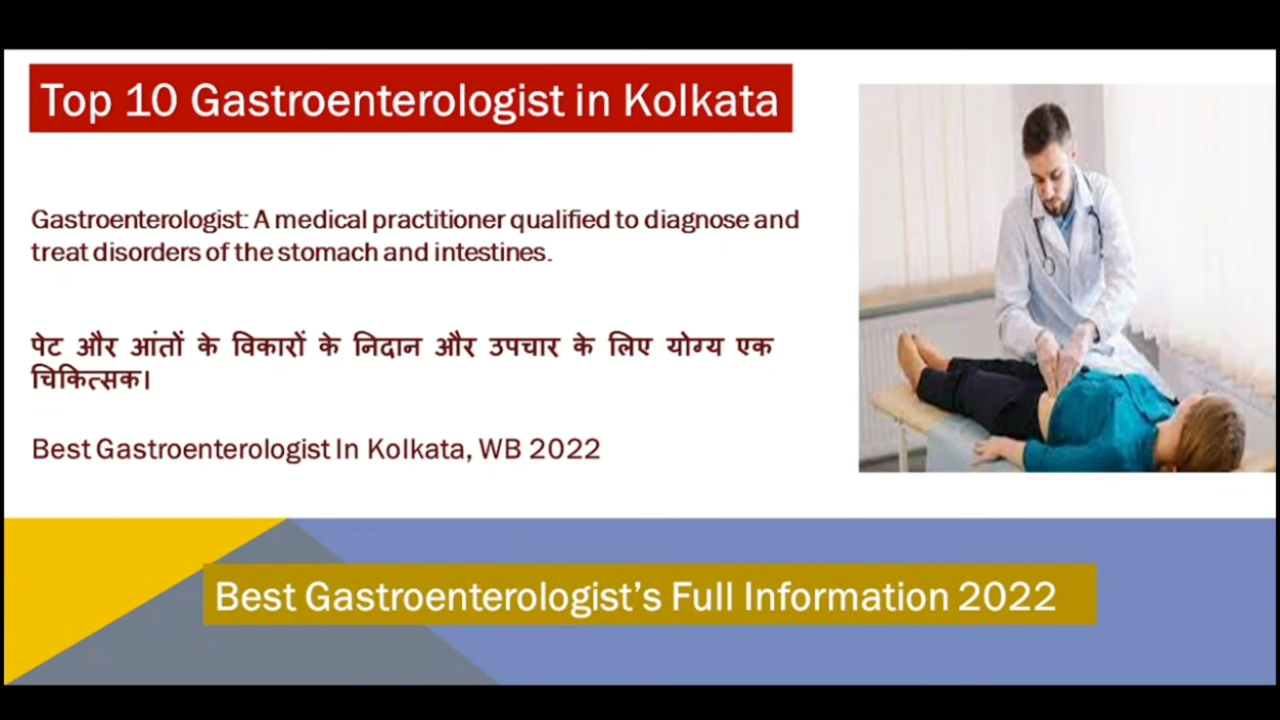 Top 10 Gastroenterologist in Kolkata
Gastroenterologist: A medical practitioner qualified to diagnose and
treat disorders of the stomach and intestines.
पेट और आंतों के विकारों के निदान और उपचार के लिए योग्य एक
चिकित्सक।
Best Gastroenterologist In Kolkata, WB 2022
Best Gastroenterologist’s Full Information 2022